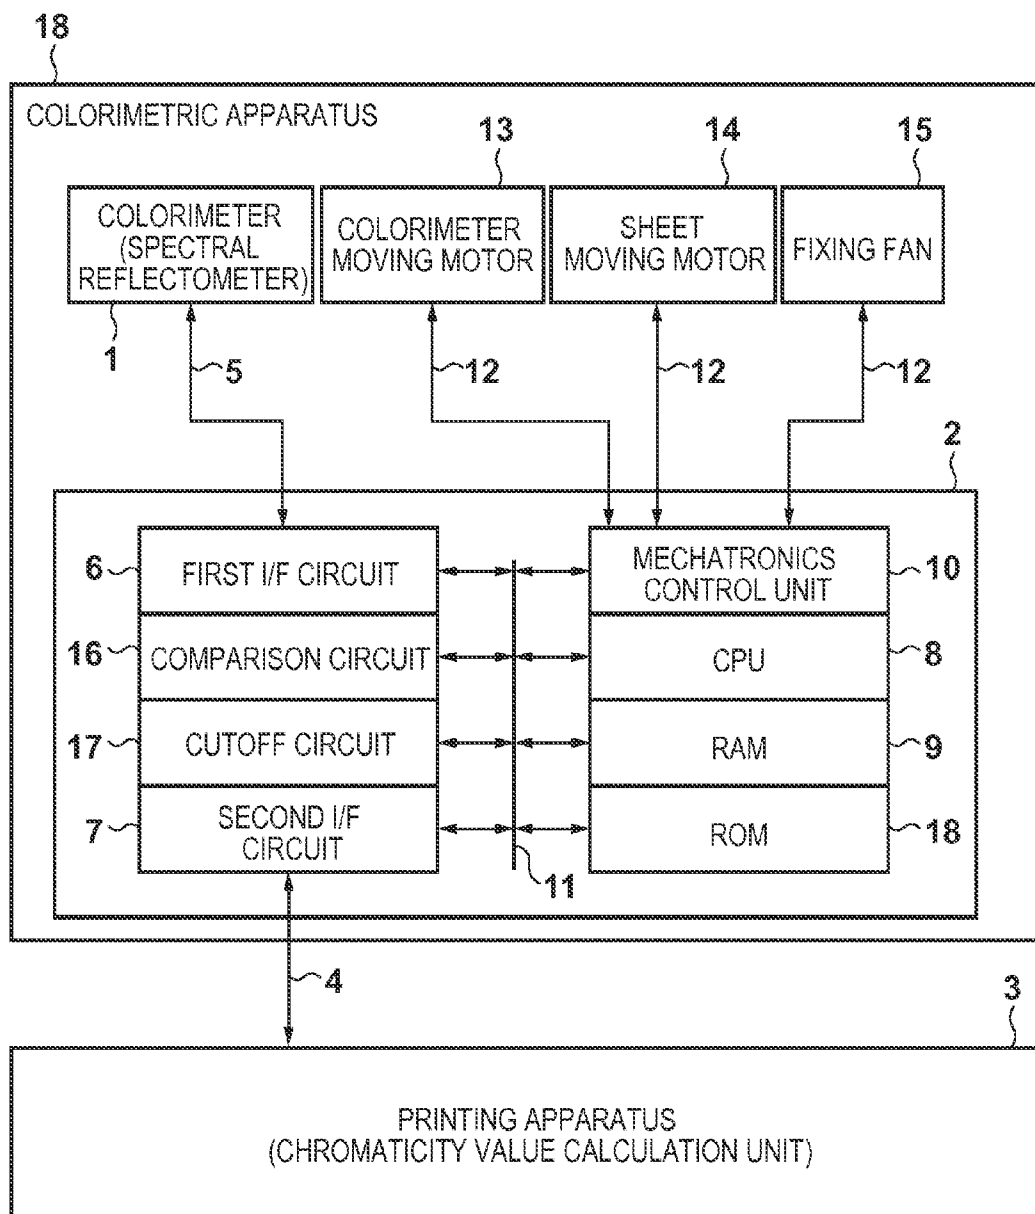 18
COLORIMETRIC APPARATUS
13
14
15
COLORIMETER
(SPECTRAL
REFLECTOMETER)
COLORIMETER
MOVING MOTOR
SHEET
MOVING MOTOR
FIXING FAN
1
5
12
12
12
2
6
FIRST I/F CIRCUIT
MECHATRONICS
CONTROL UNIT
10
16
COMPARISON CIRCUIT
CPU
8
17
CUTOFF CIRCUIT
RAM
9
7
SECOND I/F
CIRCUIT
ROM
18
11
4
3
PRINTING APPARATUS
(CHROMATICITY VALUE CALCULATION UNIT)